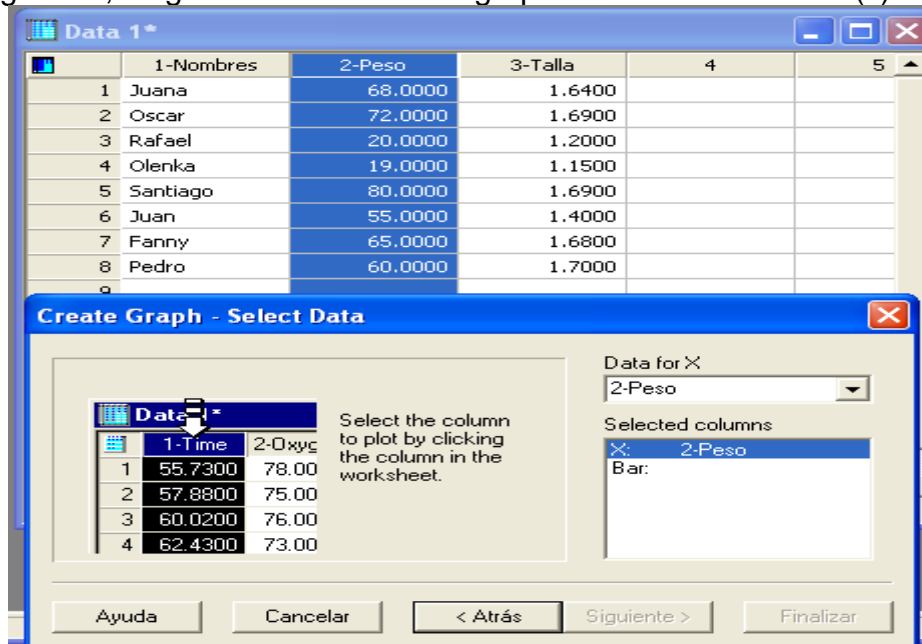 Data 1*
1-Nombres 2-Peso 3-Talla 4 5
1 Juana 68.0000 1.6400
2 Oscar 72.0000 1.6900
3 Rafael 20.0000 1.2000
4 Olenka 19.0000 1.1500
5 Santiago 80.0000 1.6900
6 Juan 55.0000 1.4000
7 Fanny 65.0000 1.6800
8 Pedro 60.0000 1.7000
9
Create Graph - Select Data
Data 1*
1-Time 2-Oxyg
1 55.7300 78.00
2 57.8800 75.00
3 60.0200 76.00
4 62.4300 73.00
Select the column
to plot by clicking
the column in the
worksheet.
Data for X
2-Peso
Selected columns
X: 2-Peso
Bar:
Ayuda Cancelar < Atrás Siguiente > Finalizar